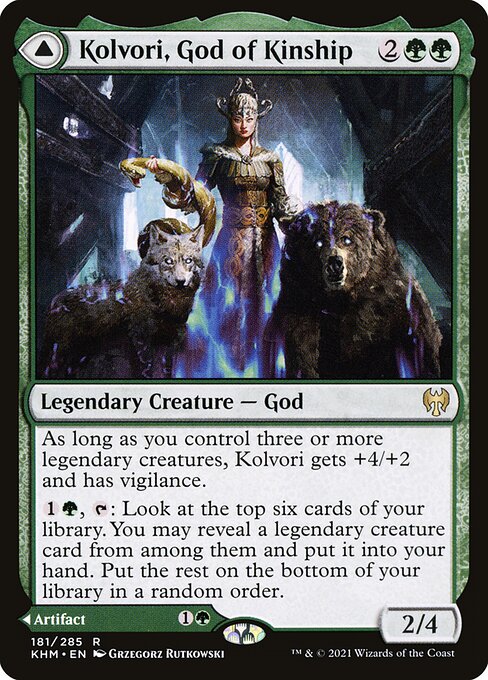 Kolvori, God of Kinship 2
Legendary Creature — God
As long as you control three or more
legendary creatures, Kolvori gets +4/+2
and has vigilance.
1, : Look at the top six cards of your
library. You may reveal a legendary creature
card from among them and put it into your
hand. Put the rest on the bottom of your
library in a random order.
Artifact 1
2/4
181/285 R
KHM • EN Grzegorz Rutkowski
™ & © 2021 Wizards of the Coast